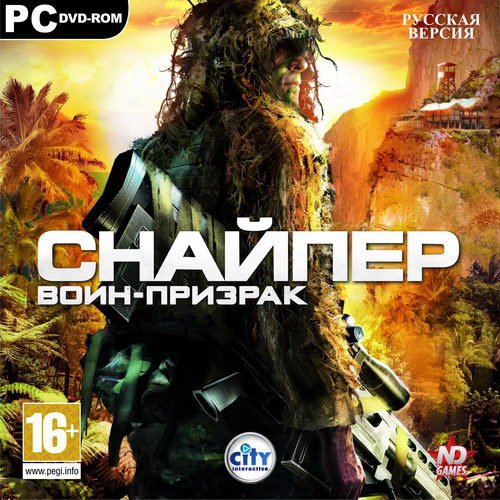 PC DVD-ROM
РУССКАЯ
ВЕРСИЯ
СНАЙПЕР
ВОИН-ПРИЗРАК
16+
www.pegi.info
city
interactive
ND
GAMES